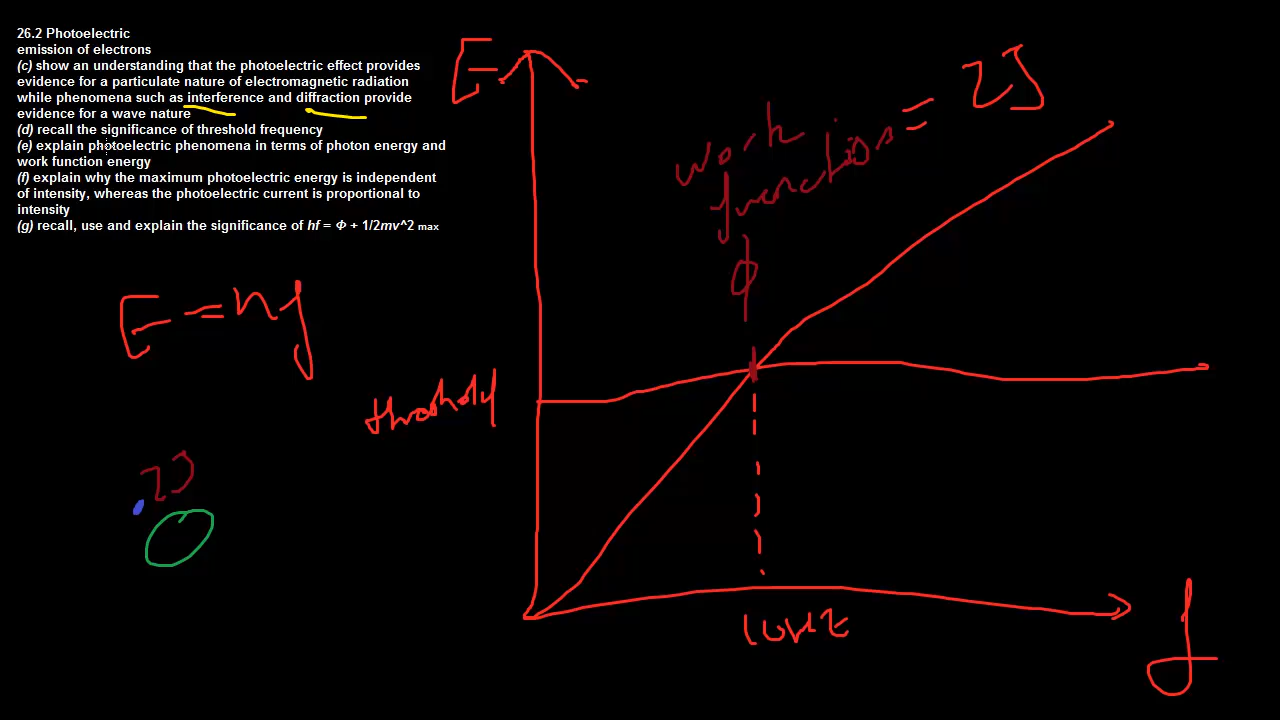 26.2 Photoelectric
emission of electrons
(c) show an understanding that the photoelectric effect provides
evidence for a particulate nature of electromagnetic radiation
while phenomena such as interference and diffraction provide
evidence for a wave nature
(d) recall the significance of threshold frequency
(e) explain photoelectric phenomena in terms of photon energy and
work function energy
(f) explain why the maximum photoelectric energy is independent
of intensity, whereas the photoelectric current is proportional to
intensity
(g) recall, use and explain the significance of hf = Φ + 1/2mv^2 max
E
work
function = 2J
ϕ
E = hf
2J
10Hz
f